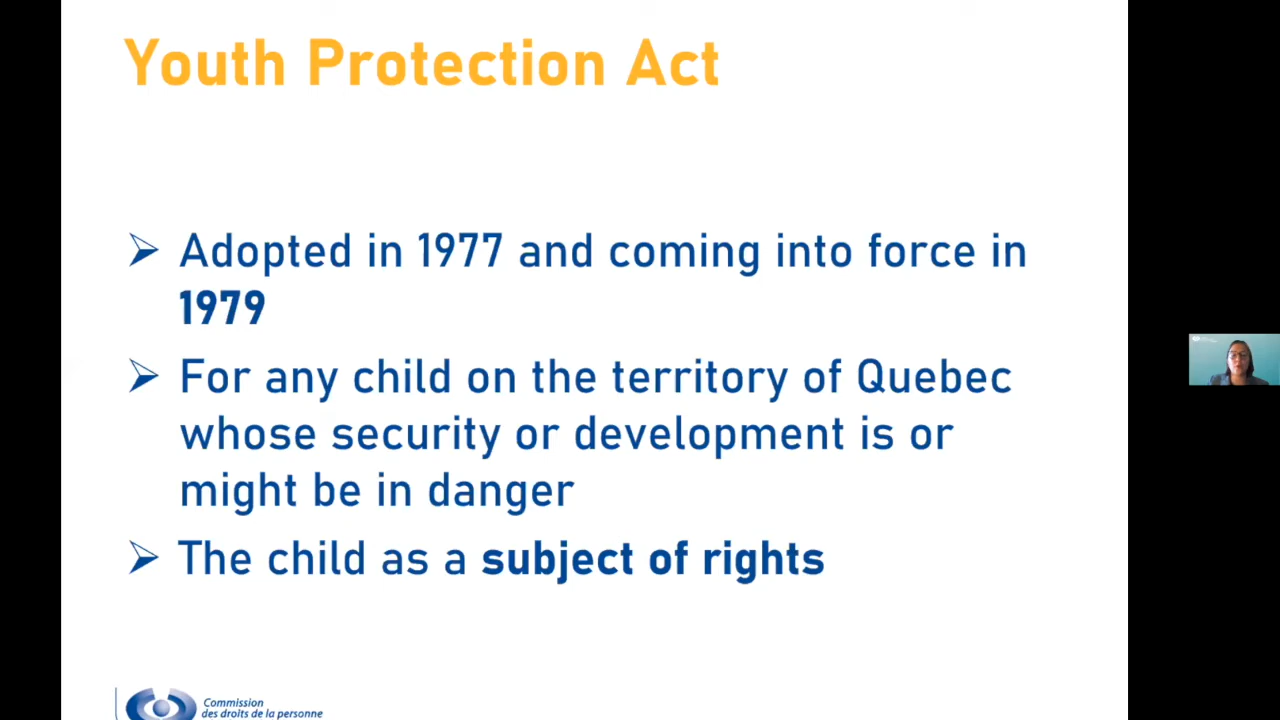 Youth Protection Act
➢ Adopted in 1977 and coming into force in
1979
➢ For any child on the territory of Quebec
whose security or development is or
might be in danger
➢ The child as a subject of rights
Commission
des droits de la personne